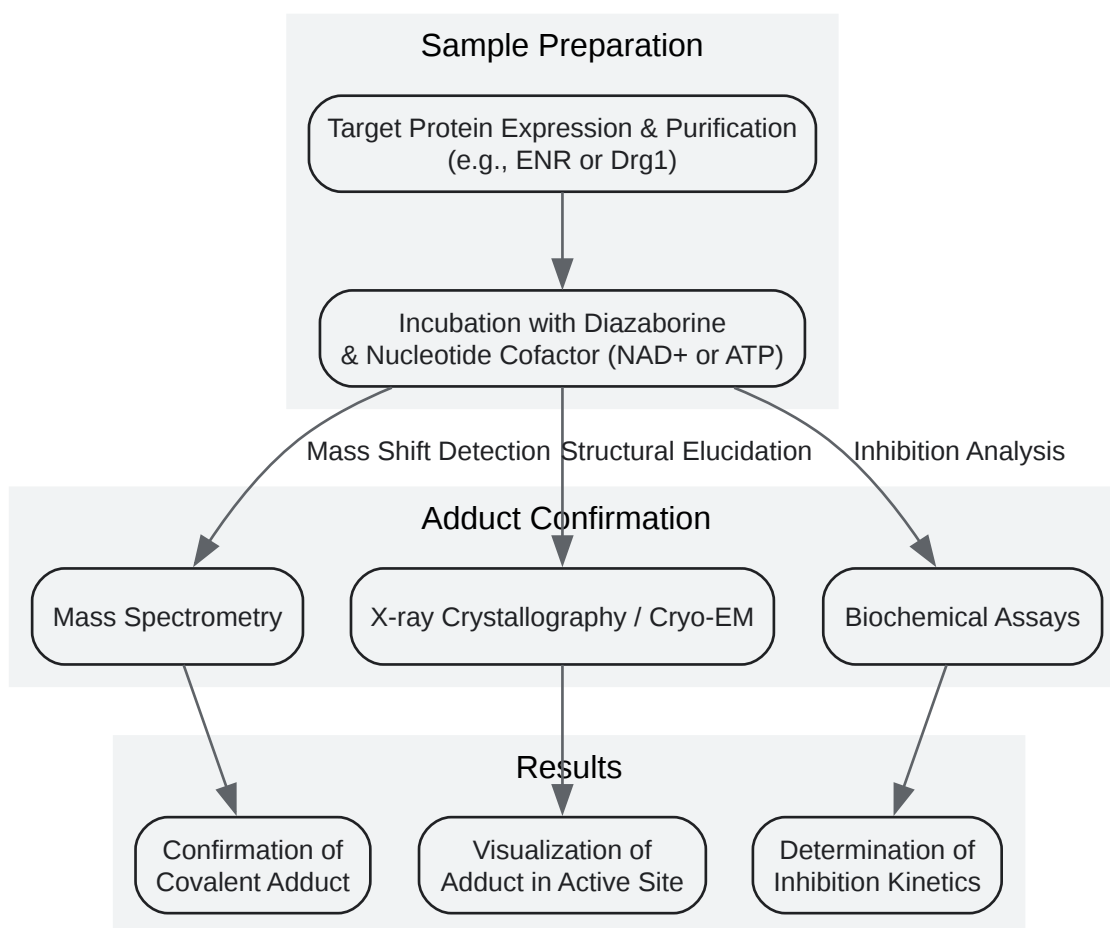 Sample Preparation
Target Protein Expression & Purification
(e.g., ENR or Drg1)
Incubation with Diazaborine
& Nucleotide Cofactor (NAD+ or ATP)
Mass Shift Detection
Structural Elucidation
Inhibition Analysis
Adduct Confirmation
Mass Spectrometry
X-ray Crystallography / Cryo-EM
Biochemical Assays
Results
Confirmation of
Covalent Adduct
Visualization of
Adduct in Active Site
Determination of
Inhibition Kinetics